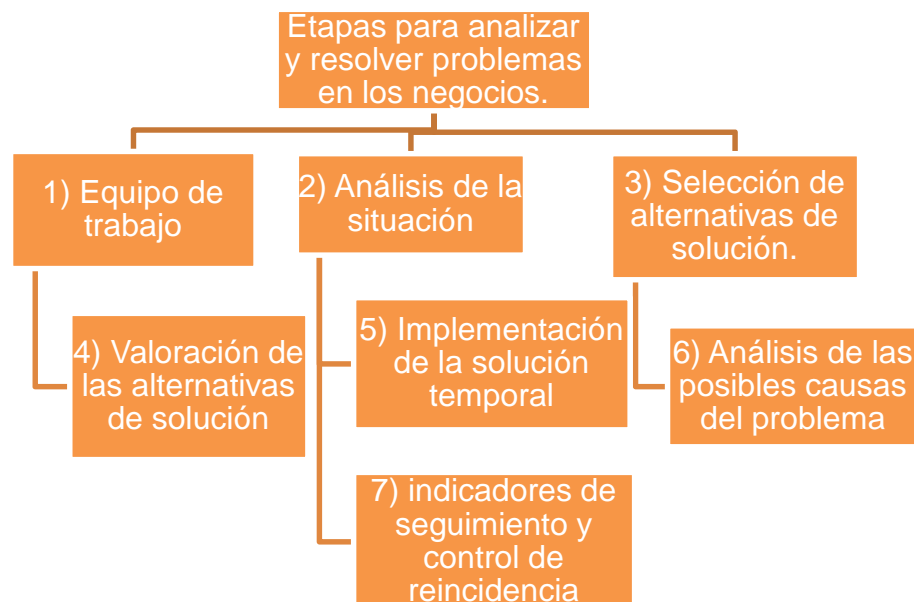 Etapas para analizar
y resolver problemas
en los negocios.
1) Equipo de
trabajo
2) Análisis de la
situación
3) Selección de
alternativas de
solución.
4) Valoración de
las alternativas
de solución
5) Implementación
de la solución
temporal
6) Análisis de las
posibles causas
del problema
7) indicadores de
seguimiento y
control de
reincidencia